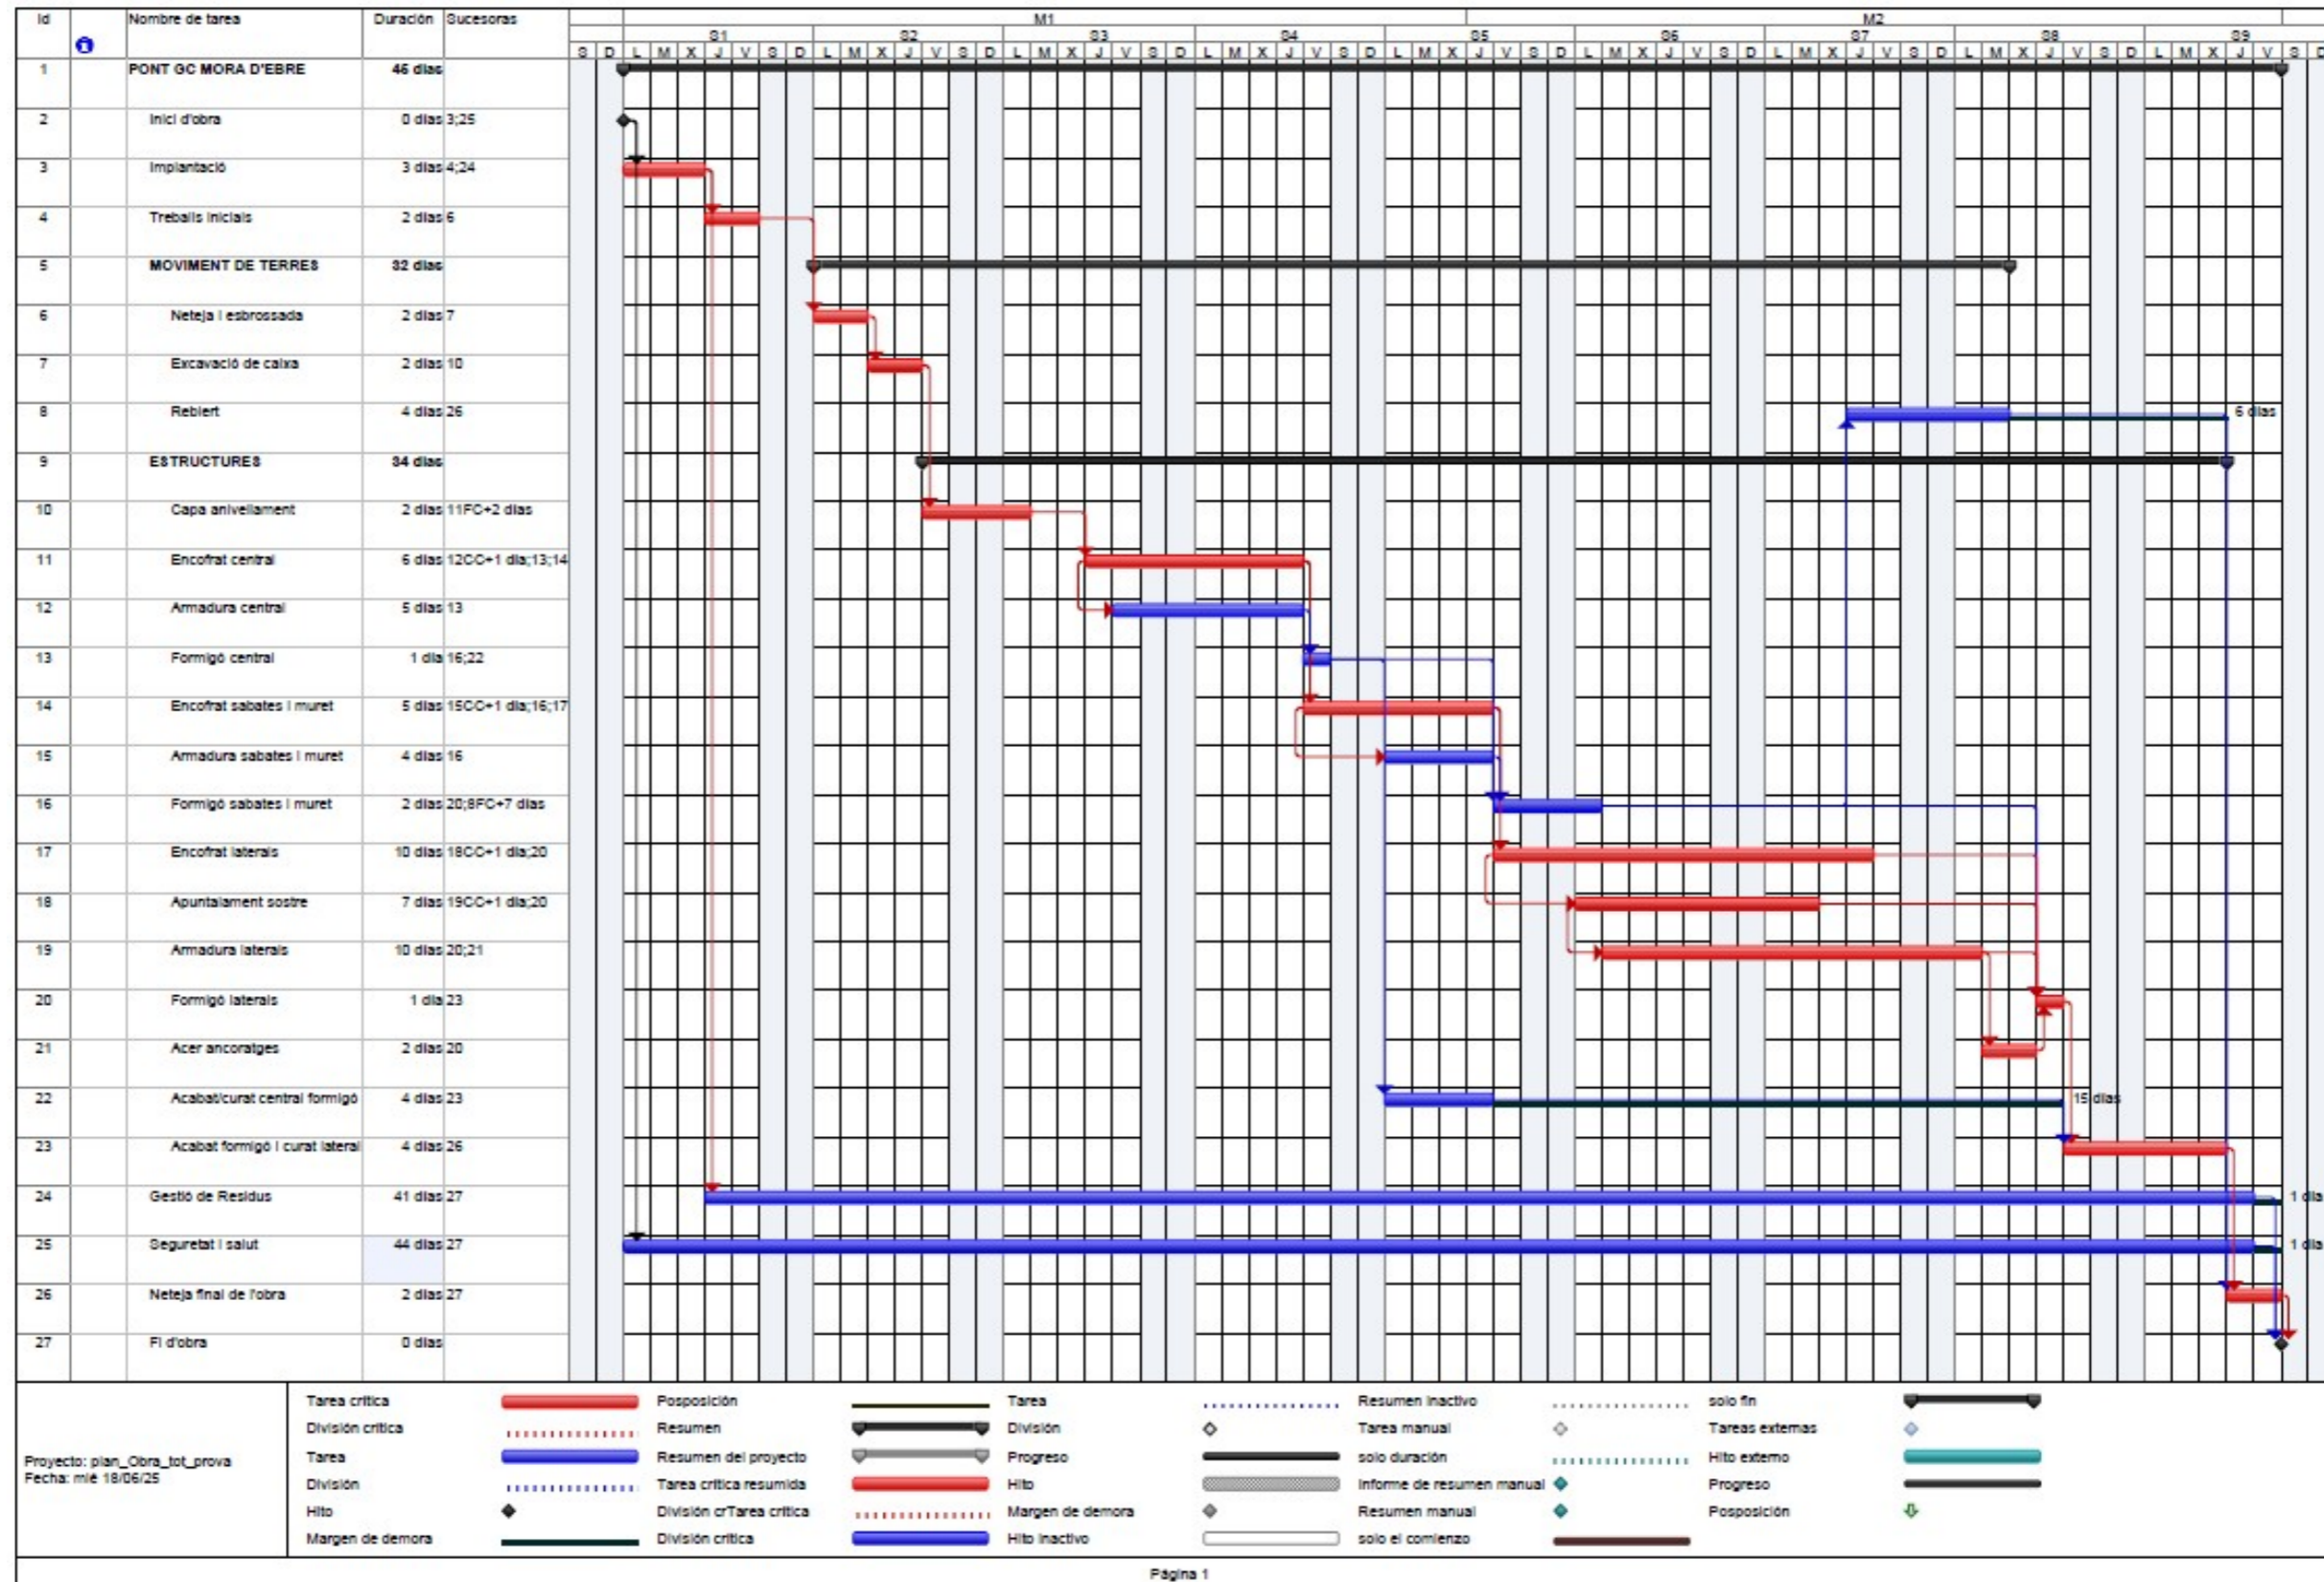 Id Nombre de tarea Duración Sucesoras M1 M2
S1 S2 S3 S4 S5 S6 S7 S8 S9
S D L M X J V S D L M X J V S D L M X J V S D L M X J V S D L M X J V S D L M X J V S D L M X J V S D L M X J V S D L M X J V S D
1 PONT GC MORA D'EBRE 45 días
2 Inici d'obra 0 días 3;25
3 Implantació 3 días 4;24
4 Treballs inicials 2 días 6
5 MOVIMENT DE TERRES 32 días
6 Neteja i esbrossada 2 días 7
7 Excavació de caixa 2 días 10
8 Reblert 4 días 26 6 días
9 ESTRUCTURES 34 días
10 Capa anivellament 2 días 11FC+2 días
11 Encofrat central 6 días 12CC+1 día;13;14
12 Armadura central 5 días 13
13 Formigó central 1 día 16;22
14 Encofrat sabates i muret 5 días 15CC+1 día;16;17
15 Armadura sabates i muret 4 días 16
16 Formigó sabates i muret 2 días 20;8FC+7 días
17 Encofrat laterals 10 días 18CC+1 día;20
18 Apuntalament sostre 7 días 19CC+1 día;20
19 Armadura laterals 10 días 20;21
20 Formigó laterals 1 día 23
21 Acer ancoratges 2 días 20
22 Acabat/curat central formigó 4 días 23 15 días
23 Acabat formigó i curat lateral 4 días 26
24 Gestió de Residus 41 días 27 1 día
25 Seguretat i salut 44 días 27 1 día
26 Neteja final de l'obra 2 días 27
27 Fi d'obra 0 días
Proyecto: plan_Obra_tot_prova
Fecha: mié 18/06/25
Tarea crítica Posposición Tarea Resumen inactivo solo fin
División crítica Resumen División Tarea manual Tareas externas
Tarea Resumen del proyecto Progreso solo duración Hito externo
División Tarea crítica resumida Hito Informe de resumen manual Progreso
Hito División crTarea crítica Margen de demora Resumen manual Posposición
Margen de demora División crítica Hito inactivo solo el comienzo
Página 1